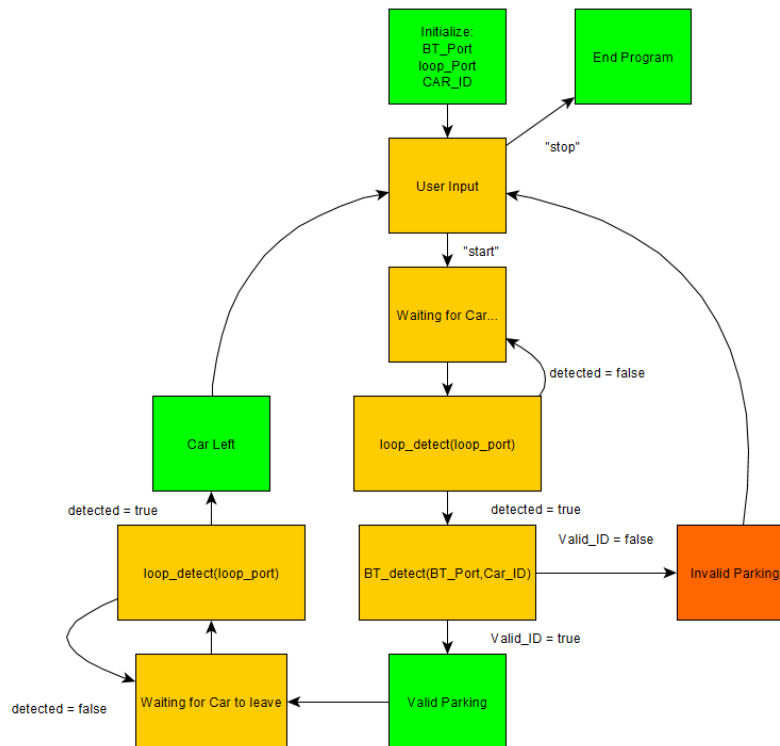 Initialize:
BT_Port
loop_Port
CAR_ID
End Program
"stop"
User Input
"start"
Waiting for Car...
detected = false
Car Left
loop_detect(loop_port)
detected = true
detected = true
Valid_ID = false
loop_detect(loop_port)
BT_detect(BT_Port,Car_ID)
Invalid Parking
Valid_ID = true
detected = false
Waiting for Car to leave
Valid Parking